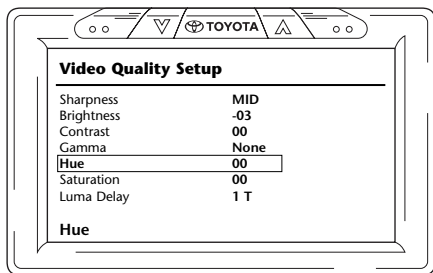 TOYOTA
Video Quality Setup
Sharpness MID
Brightness -03
Contrast 00
Gamma None
Hue 00
Saturation 00
Luma Delay 1 T
Hue